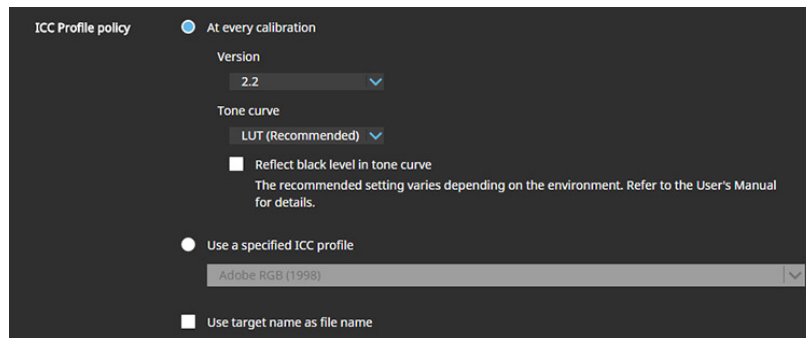 ICC Profile policy
At every calibration
Version
2.2
Tone curve
LUT (Recommended)
Reflect black level in tone curve
The recommended setting varies depending on the environment. Refer to the User's Manual
for details.
Use a specified ICC profile
Adobe RGB (1998)
Use target name as file name